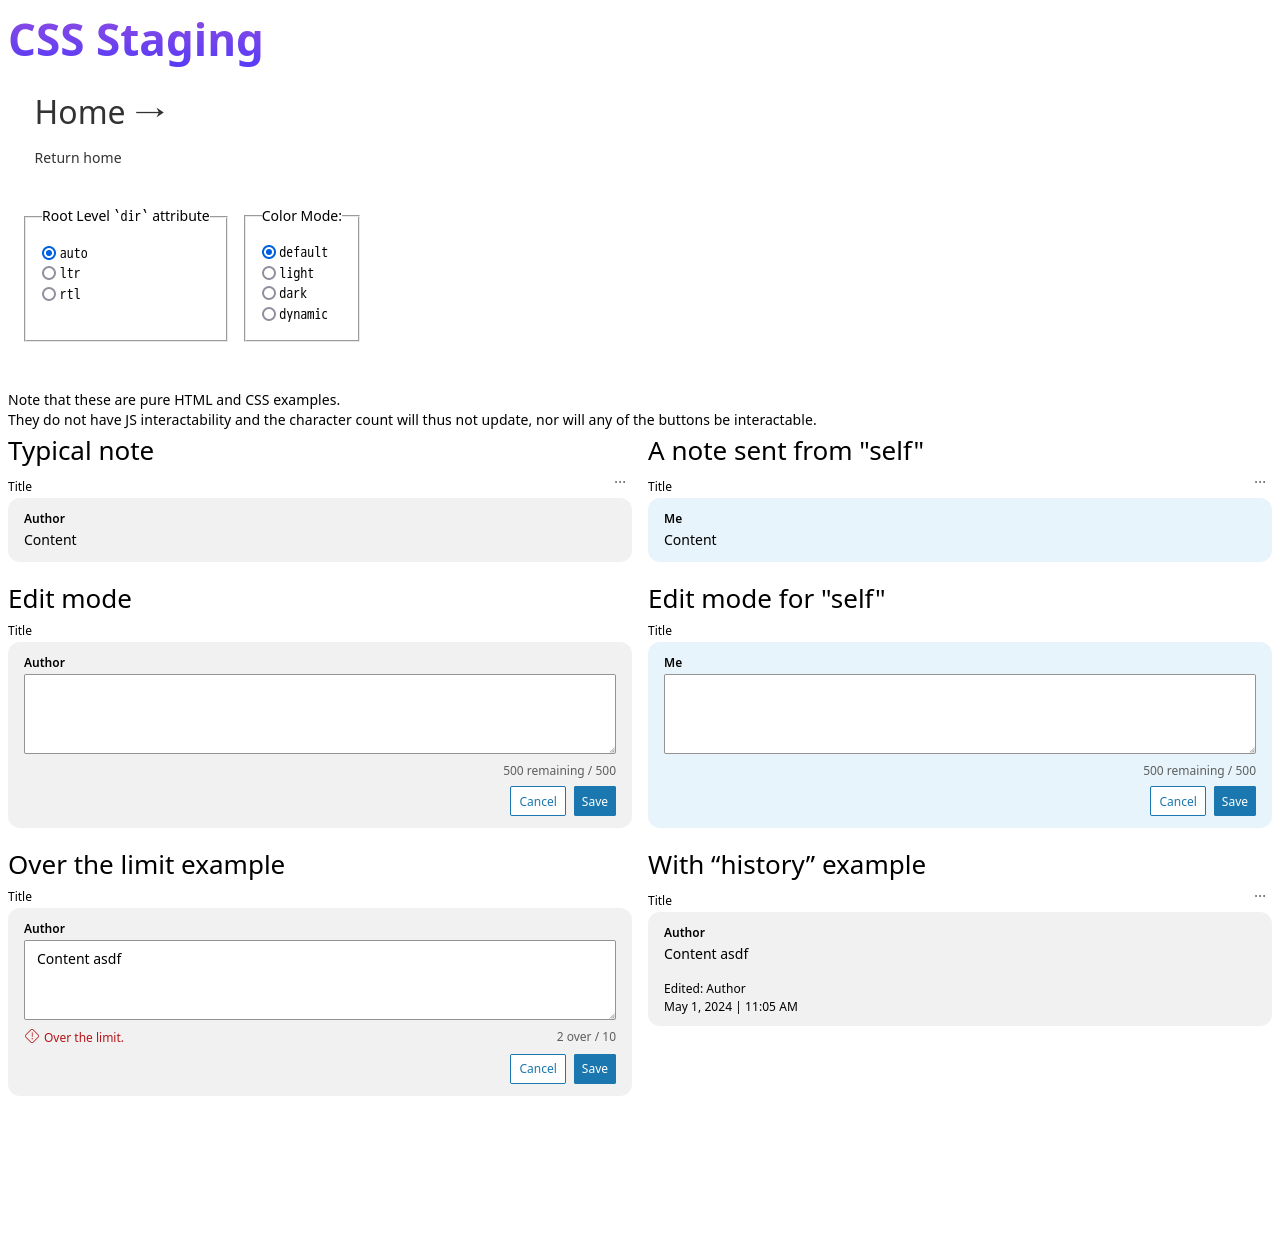 CSS Staging
Home →
Return home
Root Level `dir` attribute
auto
ltr
rtl
Color Mode:
default
light
dark
dynamic
Note that these are pure HTML and CSS examples.
They do not have JS interactability and the character count will thus not update, nor will any of the buttons be interactable.
Typical note
Title
...
Author
Content
A note sent from "self"
Title
...
Me
Content
Edit mode
Title
Author
500 remaining / 500
Cancel
Save
Edit mode for "self"
Title
Me
500 remaining / 500
Cancel
Save
Over the limit example
Title
Author
Content asdf
Over the limit.
2 over / 10
Cancel
Save
With “history” example
Title
...
Author
Content asdf
Edited: Author
May 1, 2024 | 11:05 AM